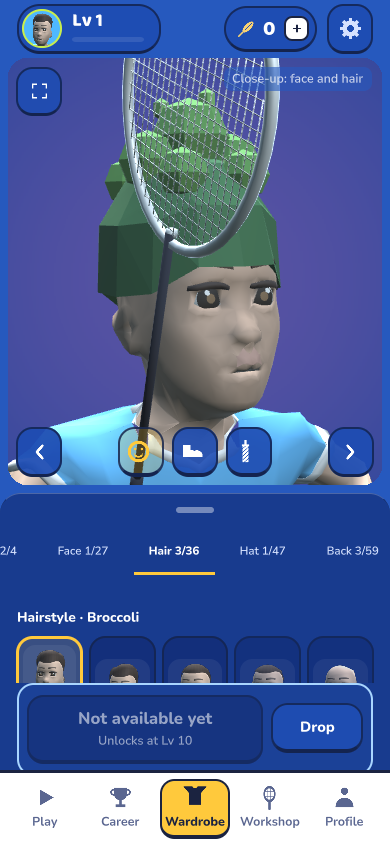 Lv 1
0
+
Close-up: face and hair
2/4
Face 1/27
Hair 3/36
Hat 1/47
Back 3/59
Hairstyle · Broccoli
Not available yet
Unlocks at Lv 10
Drop
Play
Career
Wardrobe
Workshop
Profile